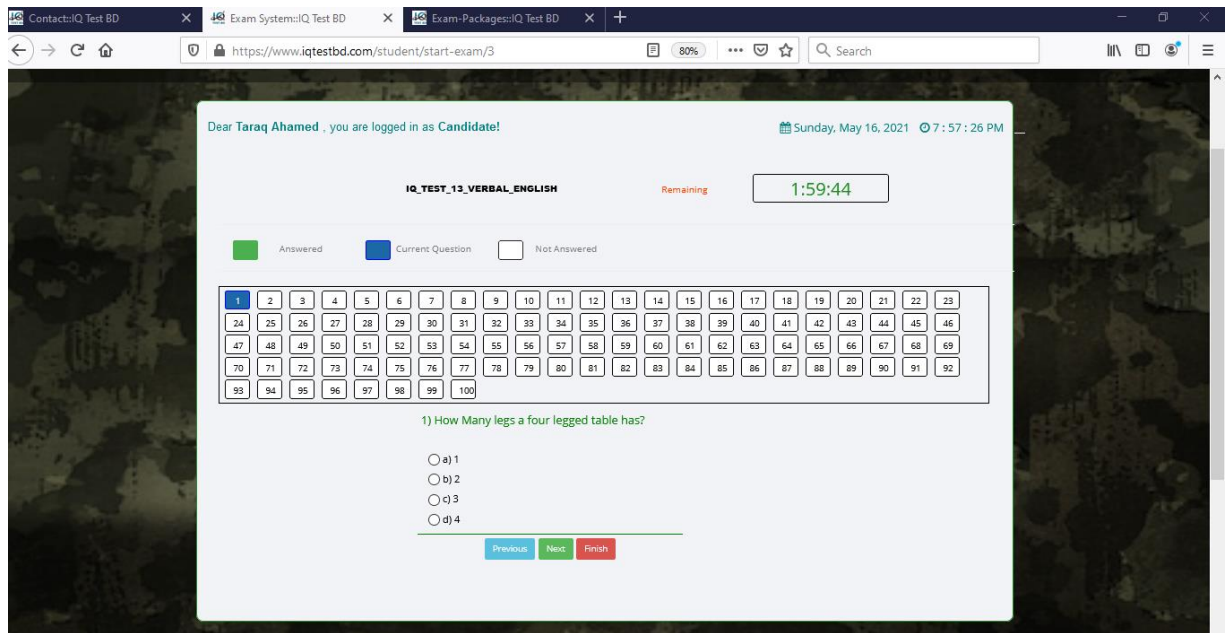 Contact::IQ Test BD Exam System::IQ Test BD Exam-Packages::IQ Test BD
https://www.iqtestbd.com/student/start-exam/3 80% Search
Dear Taraq Ahamed , you are logged in as Candidate! Sunday, May 16, 2021 7 : 57 : 26 PM
IQ_TEST_13_VERBAL_ENGLISH Remaining 1:59:44
Answered Current Question Not Answered
1 2 3 4 5 6 7 8 9 10 11 12 13 14 15 16 17 18 19 20 21 22 23
24 25 26 27 28 29 30 31 32 33 34 35 36 37 38 39 40 41 42 43 44 45 46
47 48 49 50 51 52 53 54 55 56 57 58 59 60 61 62 63 64 65 66 67 68 69
70 71 72 73 74 75 76 77 78 79 80 81 82 83 84 85 86 87 88 89 90 91 92
93 94 95 96 97 98 99 100
1) How Many legs a four legged table has?
a) 1
b) 2
c) 3
d) 4
Previous Next Finish